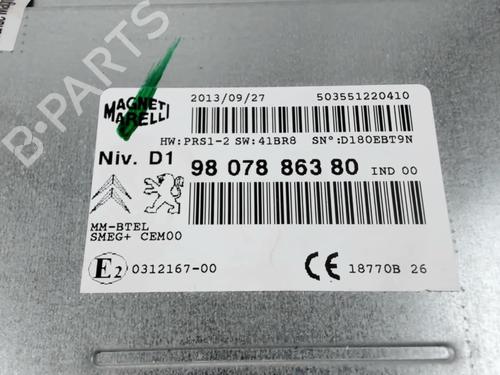 B-PARTS
MAGNETI
MARELLI
2013/09/27 503551220410
HW:PRS1-2 SW:41BR8 SN°:D180EBT9N
Niv. D1 98 078 863 80 IND 00
MM-BTEL
SMEG+ CEM00
E2 0312167-00 CE 18770B 26